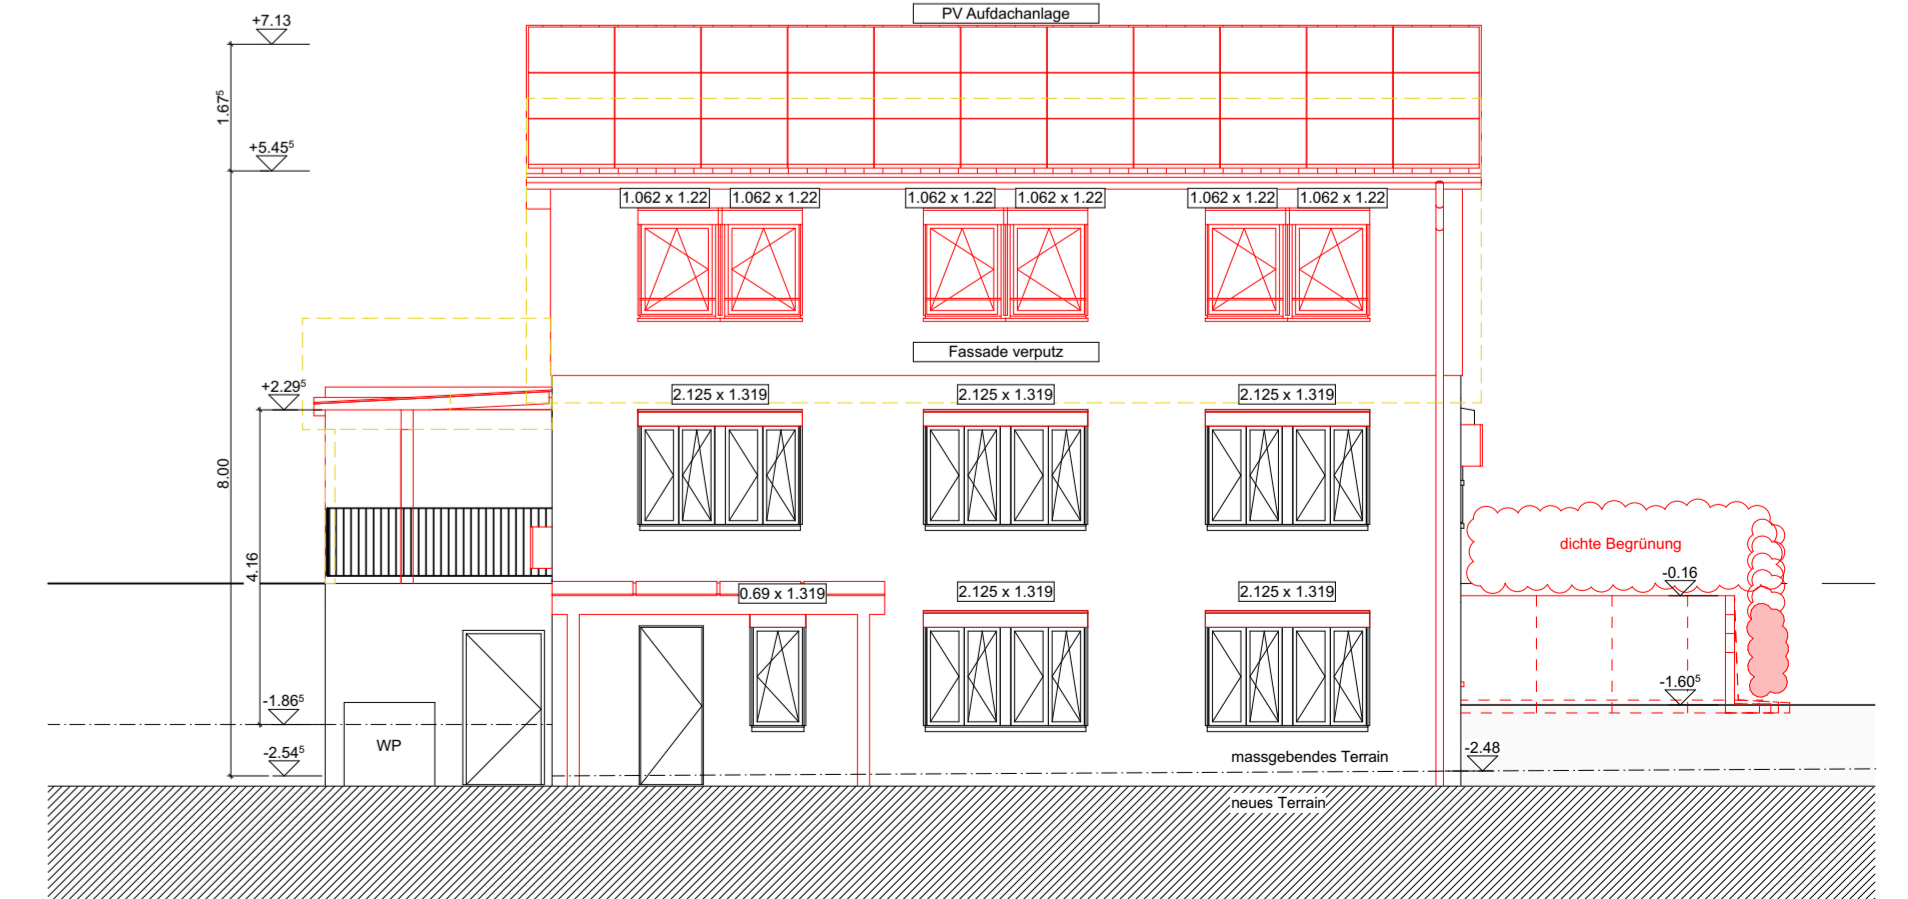 PV Aufdachanlage
+7.13
1.67⁵
+5.45⁵
1.062 x 1.22
1.062 x 1.22
1.062 x 1.22
1.062 x 1.22
1.062 x 1.22
1.062 x 1.22
Fassade verputz
+2.29⁵
2.125 x 1.319
2.125 x 1.319
2.125 x 1.319
8.00
4.16
dichte Begrünung
-0.16
0.69 x 1.319
2.125 x 1.319
2.125 x 1.319
-1.60⁵
-1.86⁵
WP
-2.54⁵
massgebendes Terrain
-2.48
neues Terrain